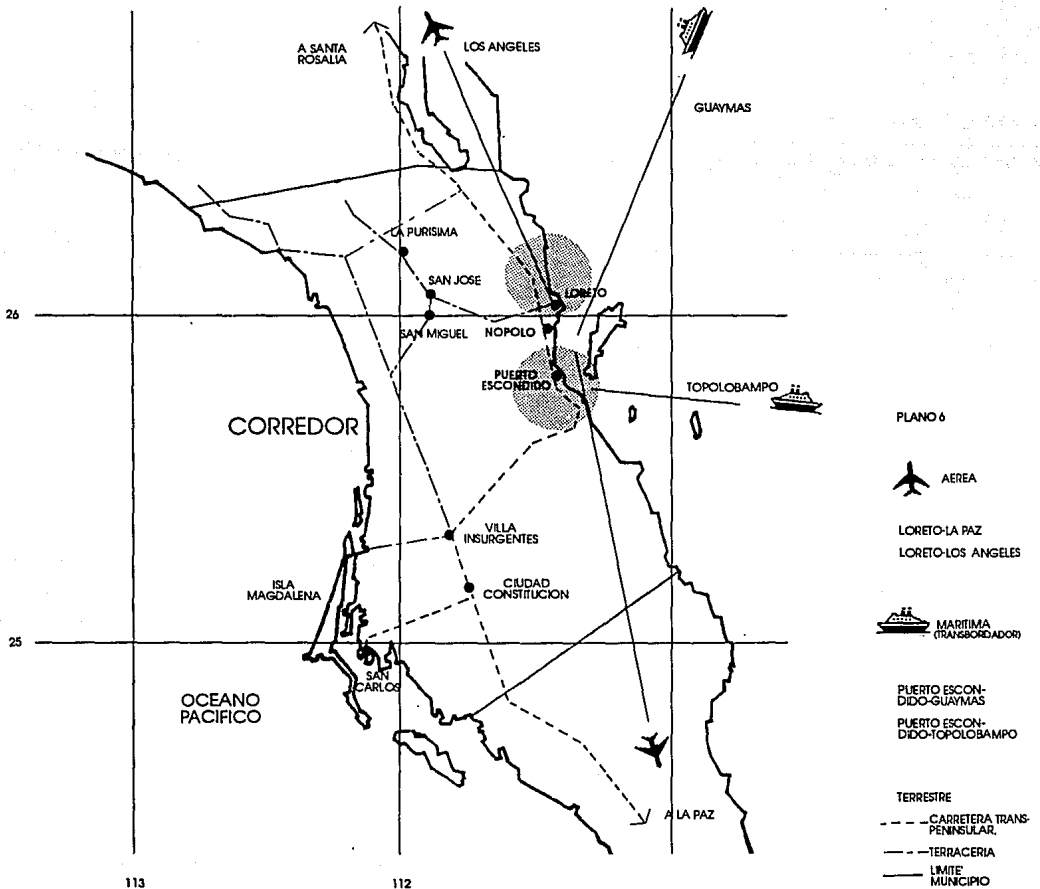 A SANTA
ROSALIA
LOS ANGELES
GUAYMAS
LA PURISIMA
SAN JOSE
LORETO
26
SAN MIGUEL
NOPOLO
PUERTO
ESCONDIDO
TOPOLOBAMPO
CORREDOR
VILLA
INSURGENTES
ISLA
MAGDALENA
CIUDAD
CONSTITUCION
25
SAN
CARLOS
OCEANO
PACIFICO
A LA PAZ
113
112
PLANO 6
AEREA
LORETO-LA PAZ
LORETO-LOS ANGELES
MARITIMA
(TRANSBORDADOR)
PUERTO ESCON-
DIDO-GUAYMAS
PUERTO ESCON-
DIDO-TOPOLOBAMPO
TERRESTRE
CARRETERA TRANS-
PENINSULAR.
TERRACERIA
LIMITE
MUNICIPIO